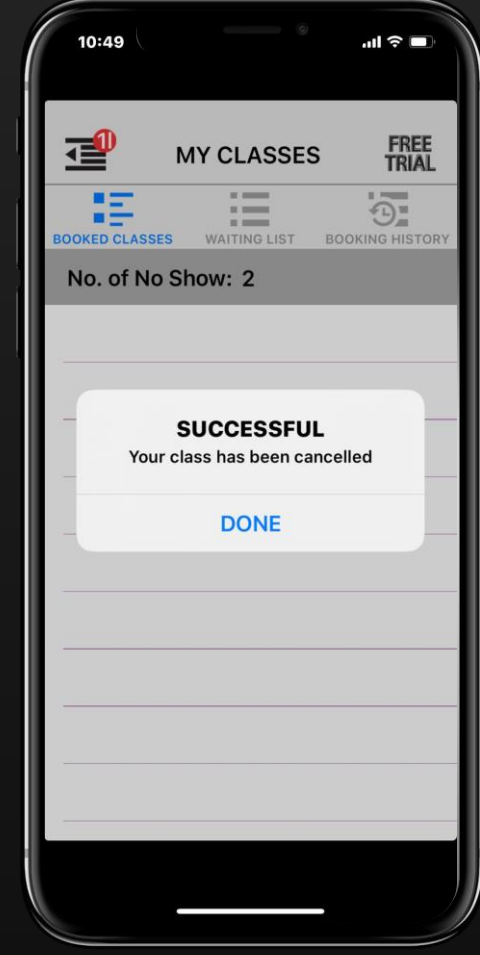 10:49
MY CLASSES
FREE
TRIAL
BOOKED CLASSES
WAITING LIST
BOOKING HISTORY
No. of No Show: 2
SUCCESSFUL
Your class has been cancelled
DONE